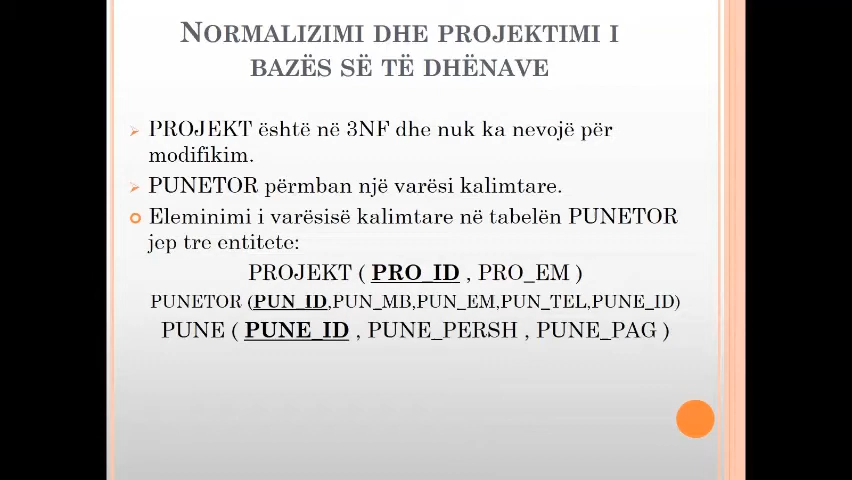 NORMALIZIMI DHE PROJEKTIMI I
BAZËS SË TË DHËNAVE
PROJEKT është në 3NF dhe nuk ka nevojë për
modifikim.
PUNETOR përmban një varësi kalimtare.
Eleminimi i varësisë kalimtare në tabelën PUNETOR
jep tre entitete:
PROJEKT ( PRO_ID , PRO_EM )
PUNETOR (PUN_ID,PUN_MB,PUN_EM,PUN_TEL,PUNE_ID)
PUNE ( PUNE_ID , PUNE_PERSH , PUNE_PAG )